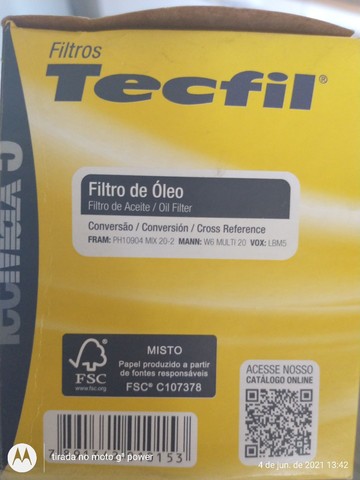 Filtros
Tecfil®
Filtro de Óleo
Filtro de Aceite / Oil Filter
Conversão / Conversión / Cross Reference
FRAM: PH10904 MIX 20-2 MANN: W6 MULTI 20 VOX: LBM5
FSC
www.fsc.org
MISTO
Papel produzido a partir
de fontes responsáveis
FSC® C107378
ACESSE NOSSO
CATÁLOGO ONLINE
tirada no moto g⁸ power
153
4 de jun. de 2021 13:42